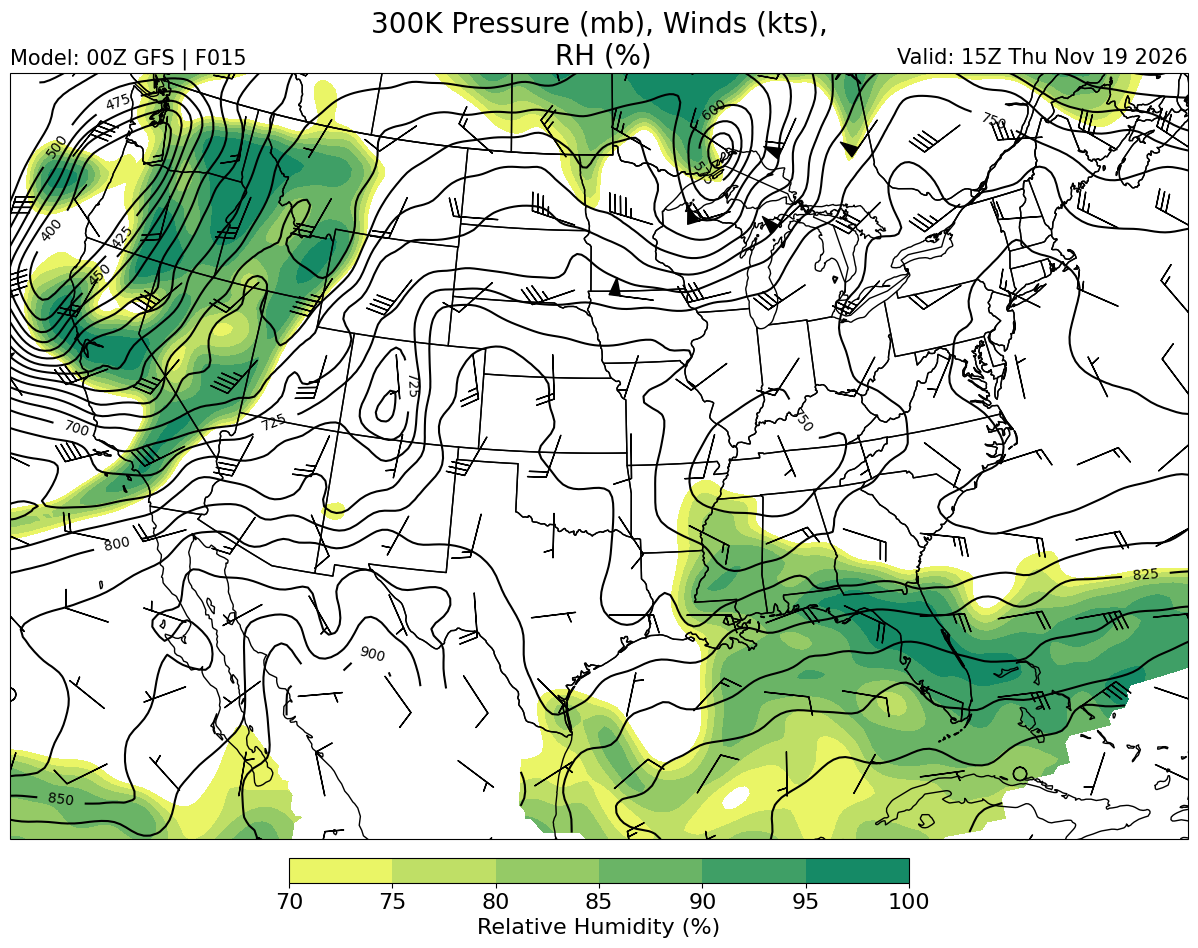 300K Pressure (mb), Winds (kts),
RH (%)
Model: 00Z GFS | F015
Valid: 15Z Thu Nov 19 2026
475
500
600
750
400
425
450
725
725
700
750
800
825
900
850
70 75 80 85 90 95 100
Relative Humidity (%)